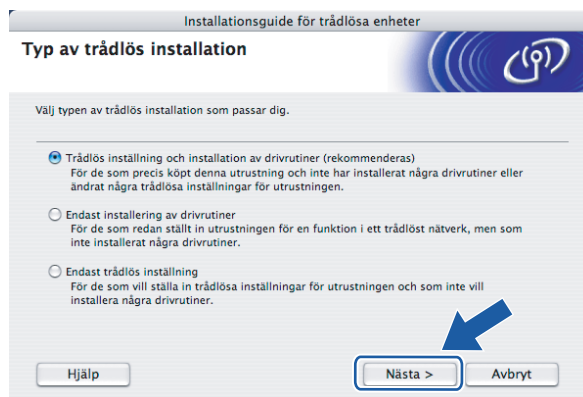 Installationsguide för trådlösa enheter
Typ av trådlös installation
Välj typen av trådlös installation som passar dig.
Trådlös inställning och installation av drivrutiner (rekommenderas)
För de som precis köpt denna utrustning och inte har installerat några drivrutiner eller
ändrat några trådlösa inställningar för utrustningen.
Endast installering av drivrutiner
För de som redan ställt in utrustningen för en funktion i ett trådlöst nätverk, men som
inte installerat några drivrutiner.
Endast trådlös inställning
För de som vill ställa in trådlösa inställningar för utrustningen och som inte vill
installera några drivrutiner.
Hjälp
Nästa >
Avbryt